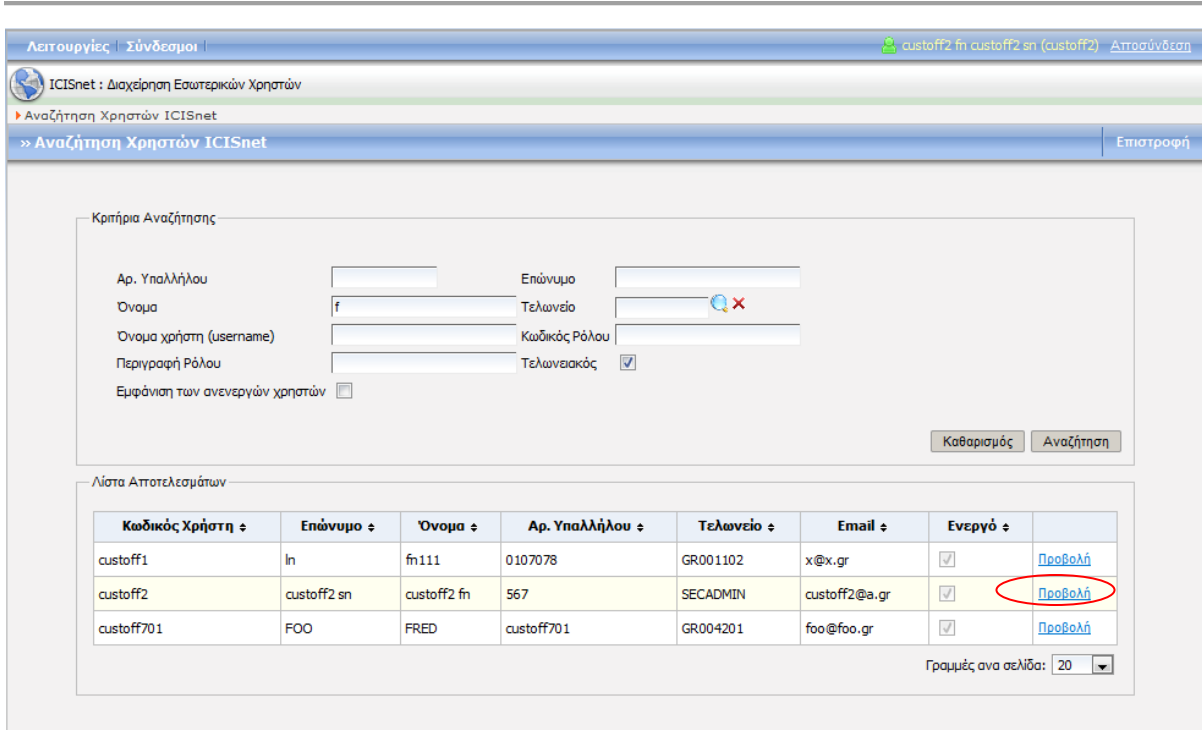 Λειτουργίες | Σύνδεσμοι | custoff2 fn custoff2 sn (custoff2) Αποσύνδεση
ICISnet : Διαχείρηση Εσωτερικών Χρηστών
Αναζήτηση Χρηστών ICISnet
» Αναζήτηση Χρηστών ICISnet Επιστροφή
Κριτήρια Αναζήτησης
Αρ. Υπαλλήλου Επώνυμο
Όνομα f Τελωνείο
Όνομα χρήστη (username) Κωδικός Ρόλου
Περιγραφή Ρόλου Τελωνειακός
Εμφάνιση των ανενεργών χρηστών
Καθαρισμός Αναζήτηση
Λίστα Αποτελεσμάτων
Κωδικός Χρήστη Επώνυμο Όνομα Αρ. Υπαλλήλου Τελωνείο Email Ενεργό
custoff1 ln fn111 0107078 GR001102 x@x.gr Προβολή
custoff2 custoff2 sn custoff2 fn 567 SECADMIN custoff2@a.gr Προβολή
custoff701 FOO FRED custoff701 GR004201 foo@foo.gr Προβολή
Γραμμές ανα σελίδα: 20